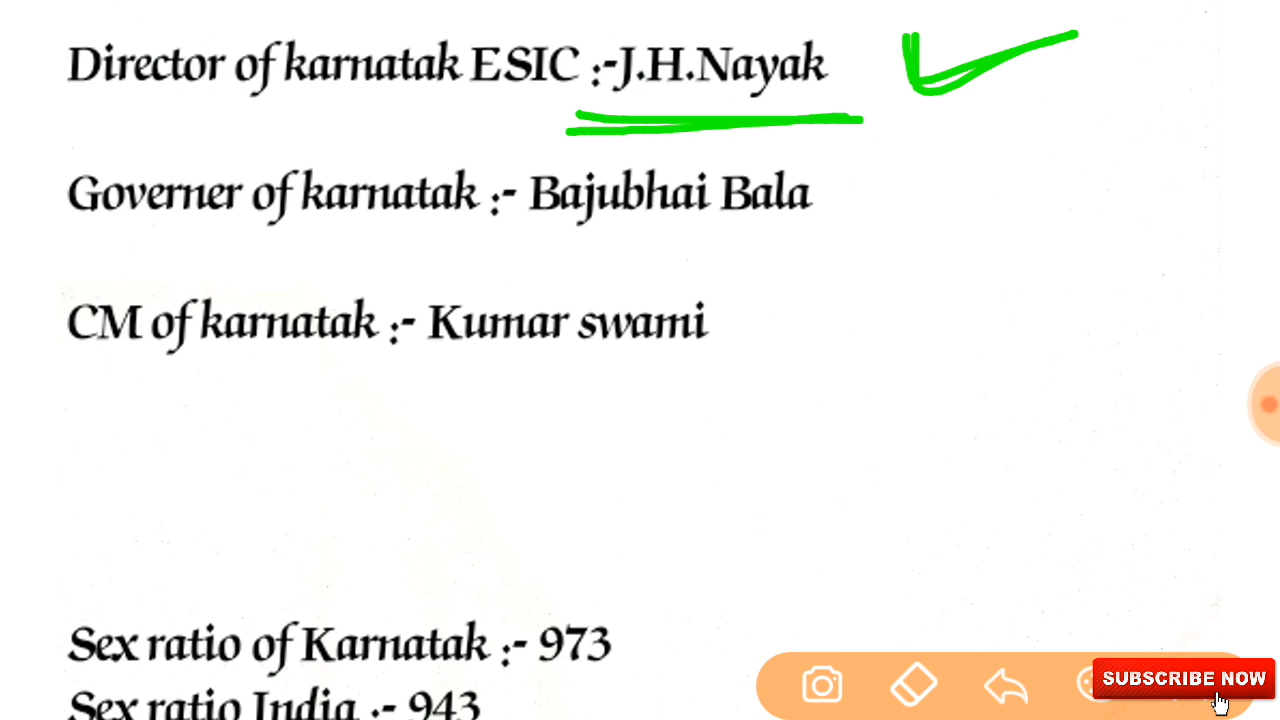 Director of karnatak ESIC :-J.H.Nayak
Governer of karnatak :- Bajubhai Bala
CM of karnatak :- Kumar swami
Sex ratio of Karnatak :- 973
Sex ratio India :- 943
SUBSCRIBE NOW